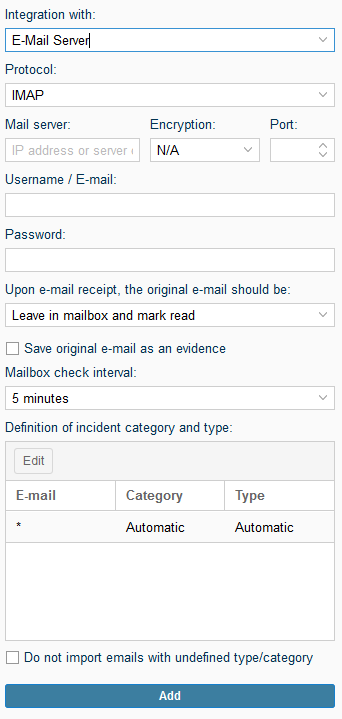 Integration with:
E-Mail Server
Protocol:
IMAP
Mail server: Encryption: Port:
IP address or server N/A
Username / E-mail:
Password:
Upon e-mail receipt, the original e-mail should be:
Leave in mailbox and mark read
Save original e-mail as an evidence
Mailbox check interval:
5 minutes
Definition of incident category and type:
Edit
E-mail Category Type
* Automatic Automatic
Do not import emails with undefined type/category
Add